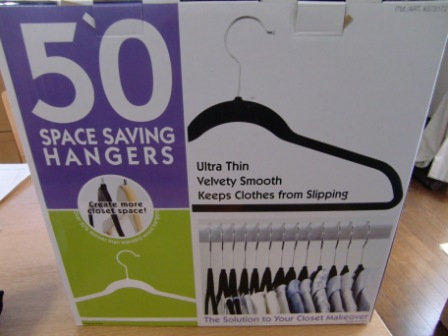 50
SPACE SAVING
HANGERS
Ultra Thin
Velvety Smooth
Keeps Clothes from Slipping
Create more
closet space!
The Solution to Your Closet Makeover